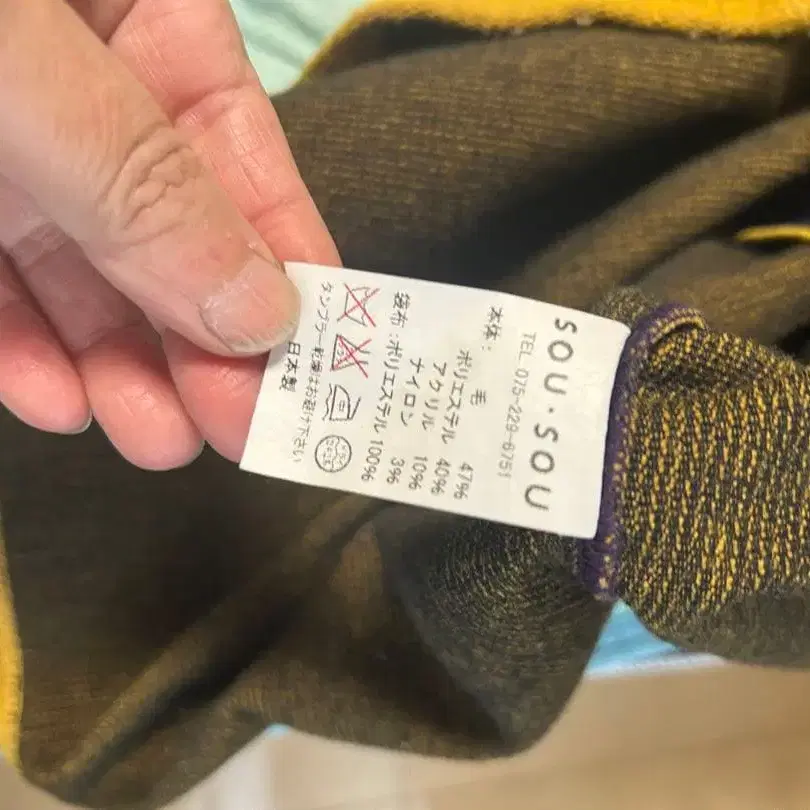 SOU・SOU
TEL. 075-229-6751
本体： 毛 47%
ポリエステル 40%
アクリル 10%
ナイロン 3%
袋布：ポリエステル 100%
タンブラー乾燥はお避け下さい
日本製